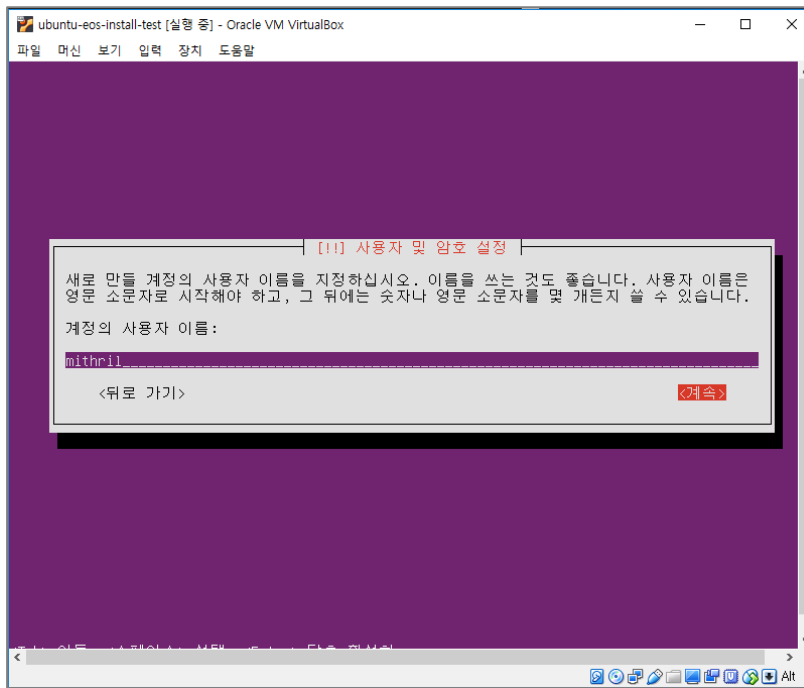 ubuntu-eos-install-test [실행 중] - Oracle VM VirtualBox
파일 머신 보기 입력 장치 도움말
[!!] 사용자 및 암호 설정
새로 만들 계정의 사용자 이름을 지정하십시오. 이름을 쓰는 것도 좋습니다. 사용자 이름은
영문 소문자로 시작해야 하고, 그 뒤에는 숫자나 영문 소문자를 몇 개든지 쓸 수 있습니다.
계정의 사용자 이름:
mithril
<뒤로 가기>
<계속>
Alt